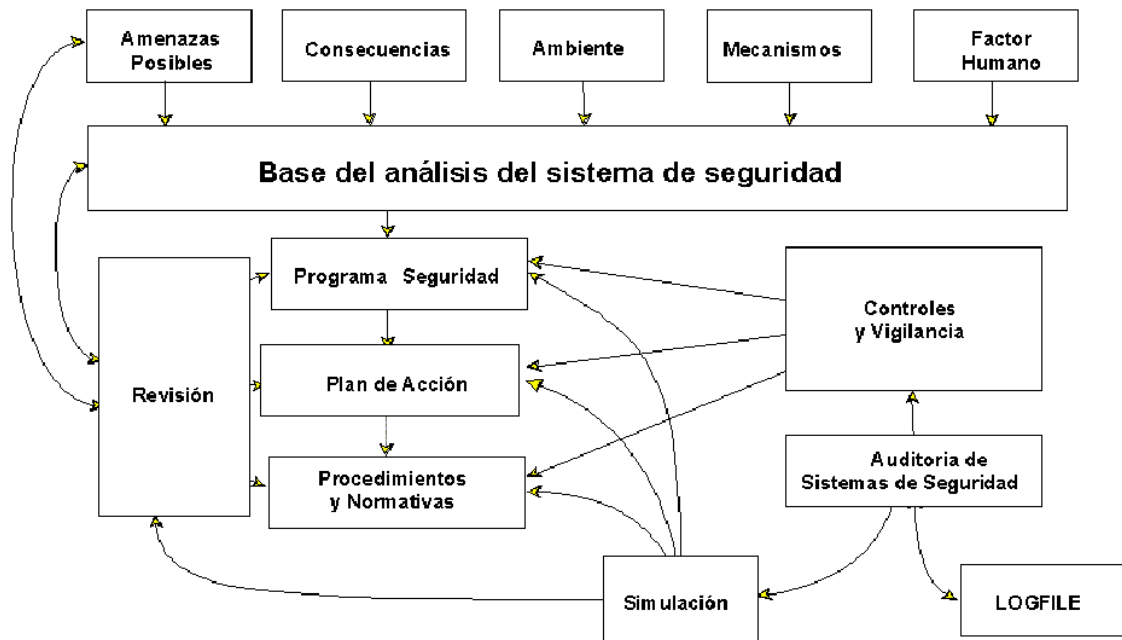 Amenazas
Posibles
Consecuencias
Ambiente
Mecanismos
Factor
Humano
Base del análisis del sistema de seguridad
Programa Seguridad
Controles
y Vigilancia
Revisión
Plan de Acción
Procedimientos
y Normativas
Auditoria de
Sistemas de Seguridad
Simulación
LOGFILE